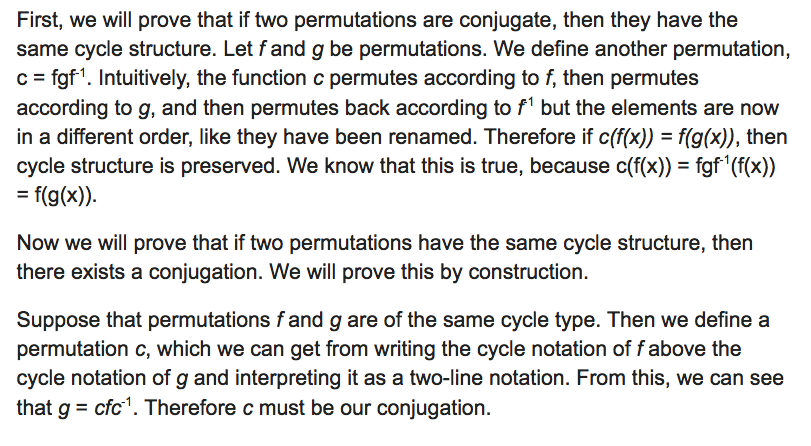 First, we will prove that if two permutations are conjugate, then they have the
same cycle structure. Let f and g be permutations. We define another permutation,
c = fgf⁻¹. Intuitively, the function c permutes according to f, then permutes
according to g, and then permutes back according to f⁻¹ but the elements are now
in a different order, like they have been renamed. Therefore if c(f(x)) = f(g(x)), then
cycle structure is preserved. We know that this is true, because c(f(x)) = fgf⁻¹(f(x))
= f(g(x)).
Now we will prove that if two permutations have the same cycle structure, then
there exists a conjugation. We will prove this by construction.
Suppose that permutations f and g are of the same cycle type. Then we define a
permutation c, which we can get from writing the cycle notation of f above the
cycle notation of g and interpreting it as a two-line notation. From this, we can see
that g = cfc⁻¹. Therefore c must be our conjugation.